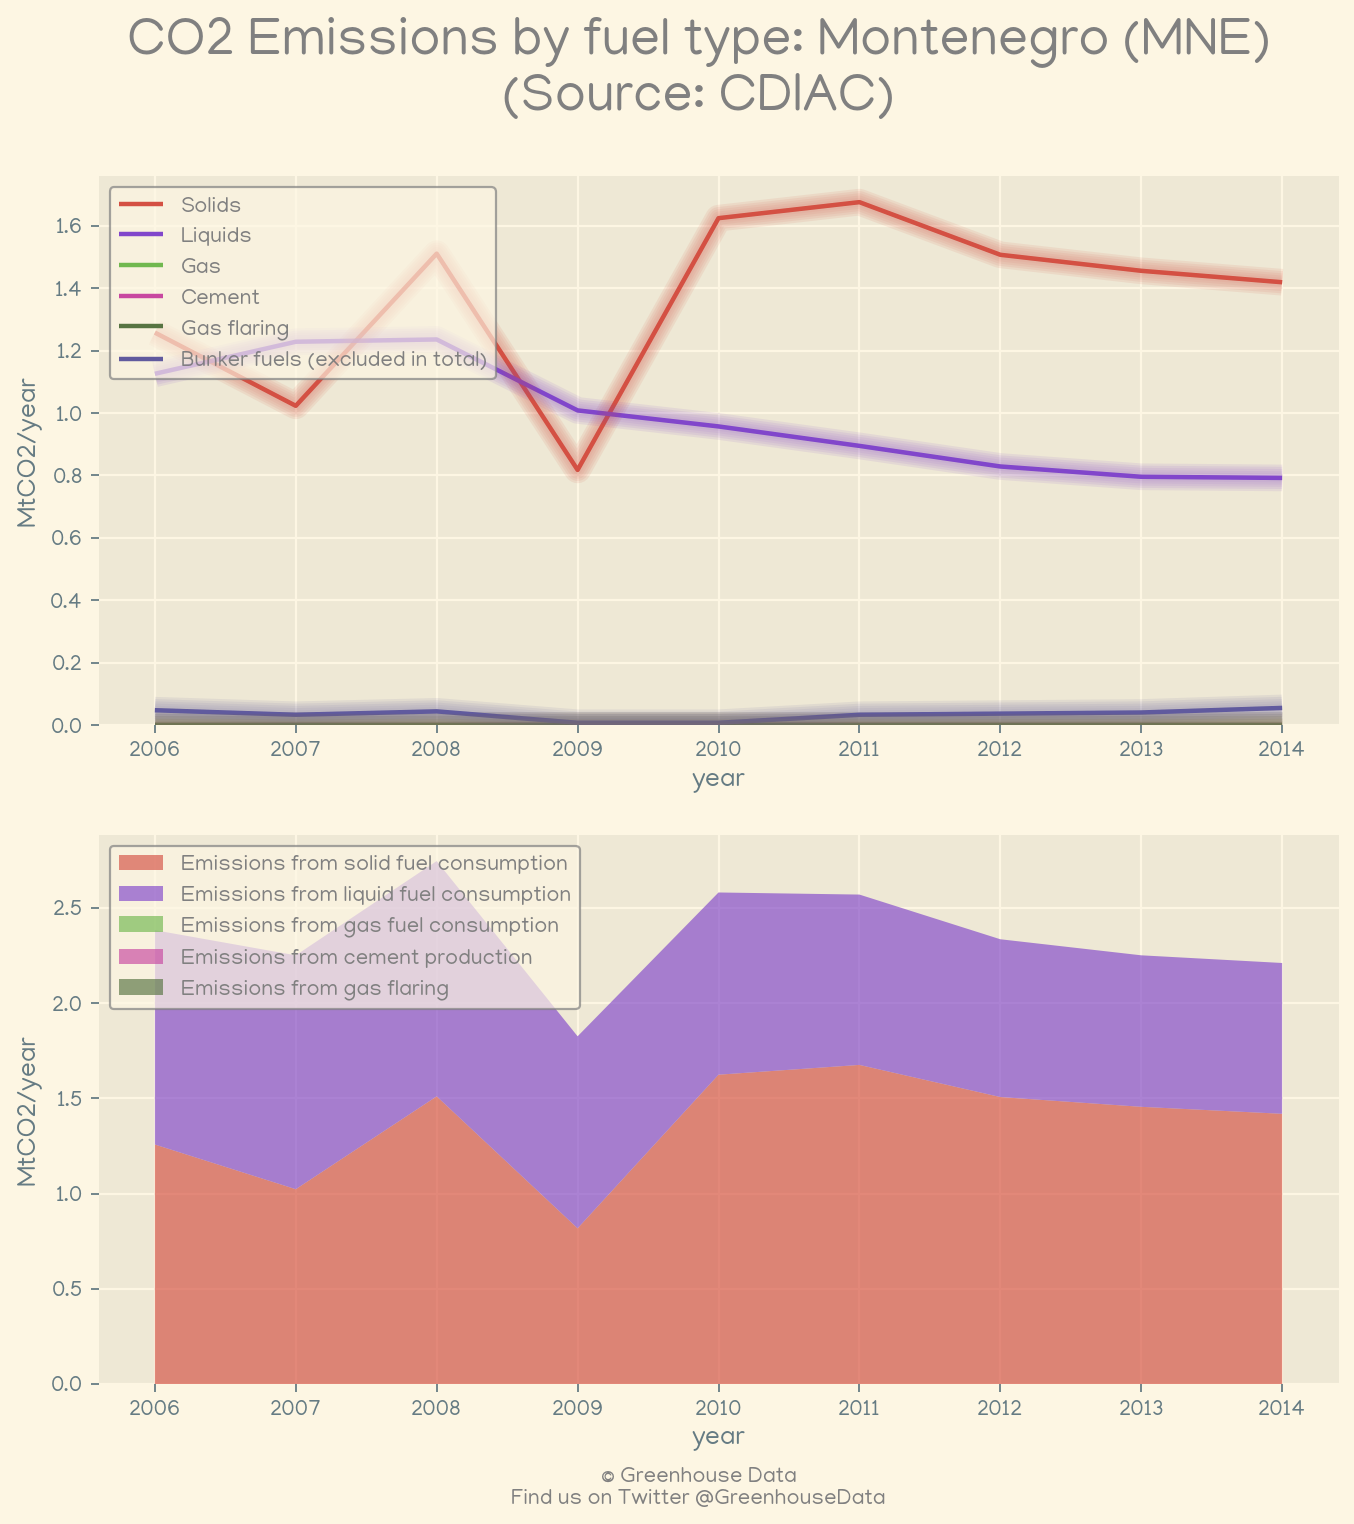 CO2 Emissions by fuel type: Montenegro (MNE)
(Source: CDIAC)
Solids
Liquids
Gas
Cement
Gas flaring
Bunker fuels (excluded in total)
MtCO2/year
1.6
1.4
1.2
1.0
0.8
0.6
0.4
0.2
0.0
2006 2007 2008 2009 2010 2011 2012 2013 2014
year
Emissions from solid fuel consumption
Emissions from liquid fuel consumption
Emissions from gas fuel consumption
Emissions from cement production
Emissions from gas flaring
MtCO2/year
2.5
2.0
1.5
1.0
0.5
0.0
2006 2007 2008 2009 2010 2011 2012 2013 2014
year
© Greenhouse Data
Find us on Twitter @GreenhouseData